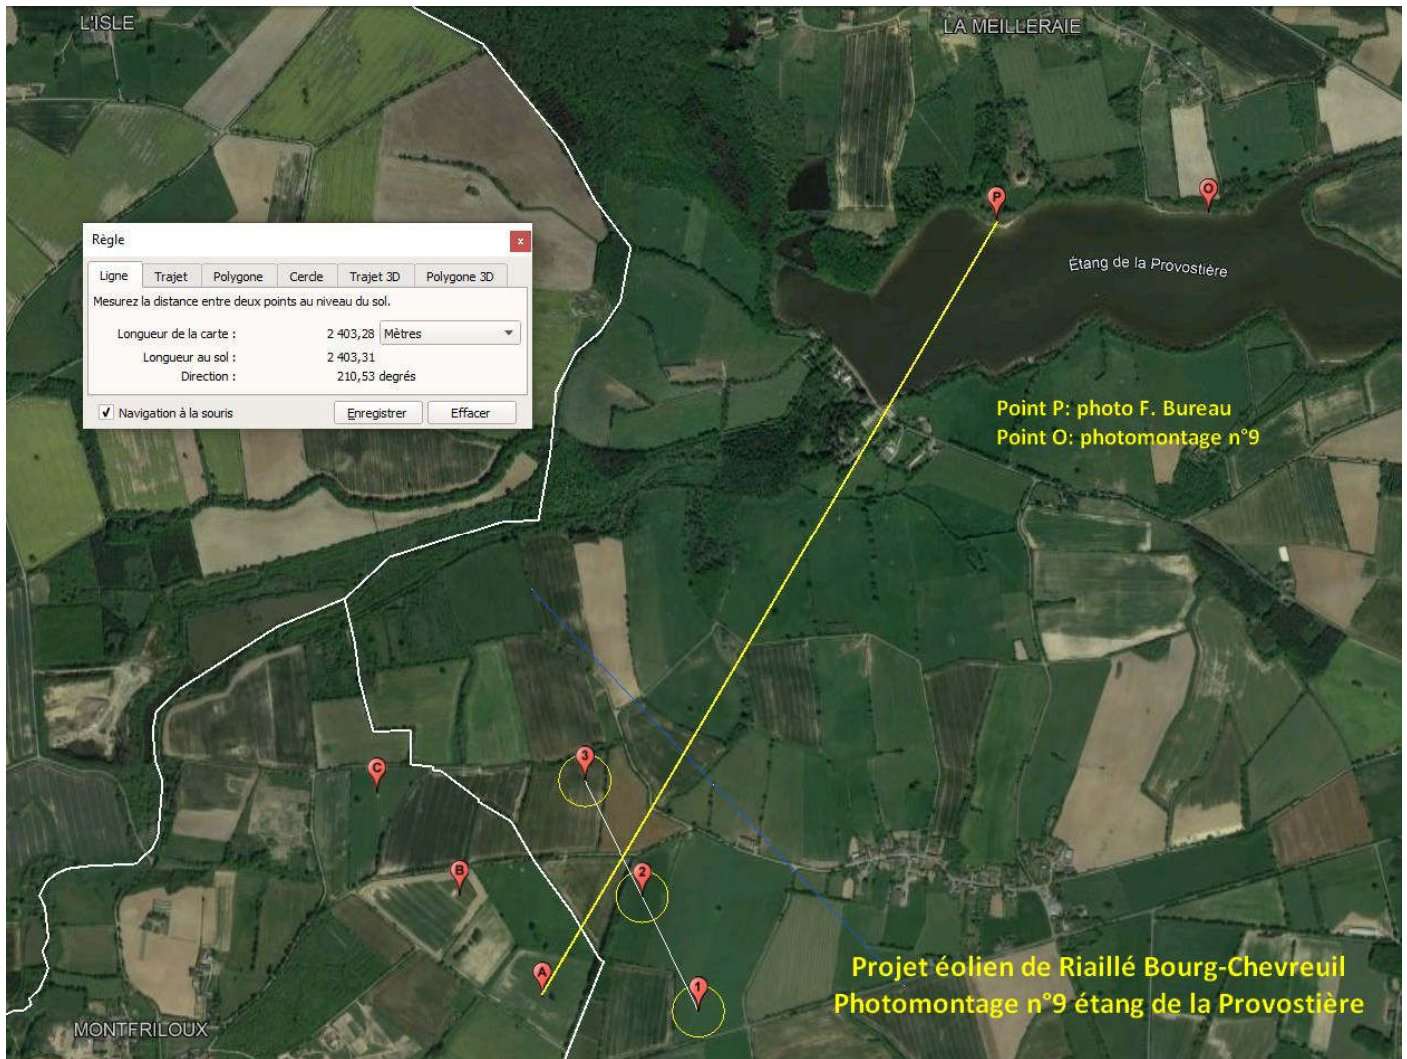 L'ISLE
LA MEILLERAIE
P
O
Règle
x
Ligne Trajet Polygone Cercle Trajet 3D Polygone 3D
Mesurez la distance entre deux points au niveau du sol.
Longueur de la carte : 2 403,28 Mètres
Longueur au sol : 2 403,31
Direction : 210,53 degrés
Navigation à la souris Enregistrer Effacer
Étang de la Provostière
Point P: photo F. Bureau
Point O: photomontage n°9
3
C
B
2
A
1
Projet éolien de Riaillé Bourg-Chevreuil
Photomontage n°9 étang de la Provostière
MONTFRILOUX